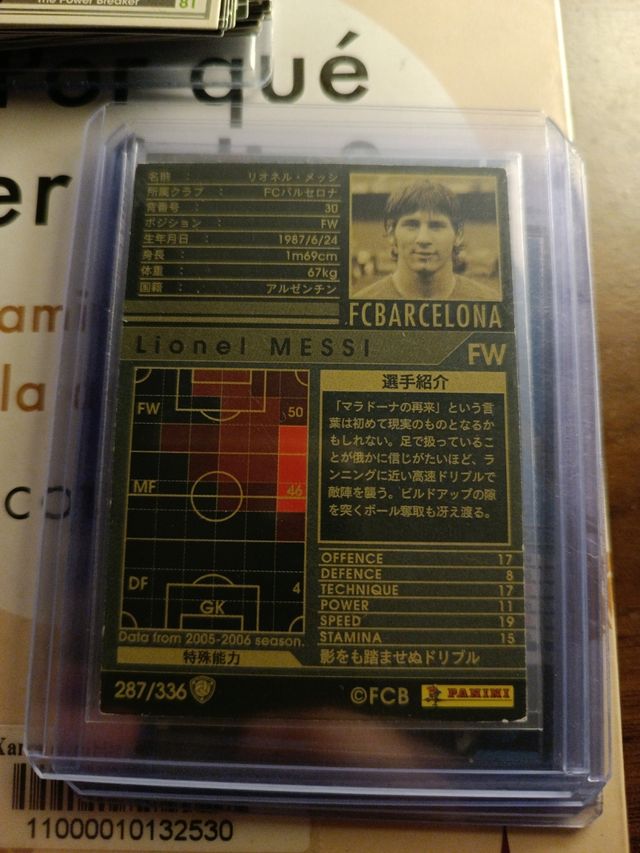 The Power Breaker 81
Por qué
er
ami
la
co
名前 : リオネル・メッシ
所属クラブ : FCバルセロナ
背番号 : 30
ポジション : FW
生年月日 : 1987/6/24
身長 : 1m69cm
体重 : 67kg
国籍 : アルゼンチン
FCBARCELONA
Lionel MESSI FW
FW 50
MF 46
DF 4
GK
Data from 2005-2006 season.
特殊能力
選手紹介
「マラドーナの再来」という言
葉は初めて現実のものとなるか
もしれない。足で扱っているこ
とが俄かに信じがたいほど、ラ
ンニングに近い高速ドリブルで
敵陣を襲う。ビルドアップの隙
を突くボール奪取も冴え渡る。
OFFENCE 17
DEFENCE 8
TECHNIQUE 17
POWER 11
SPEED 19
STAMINA 15
影をも踏ませぬドリブル
287/336 ©FCB PANINI
11000010132530